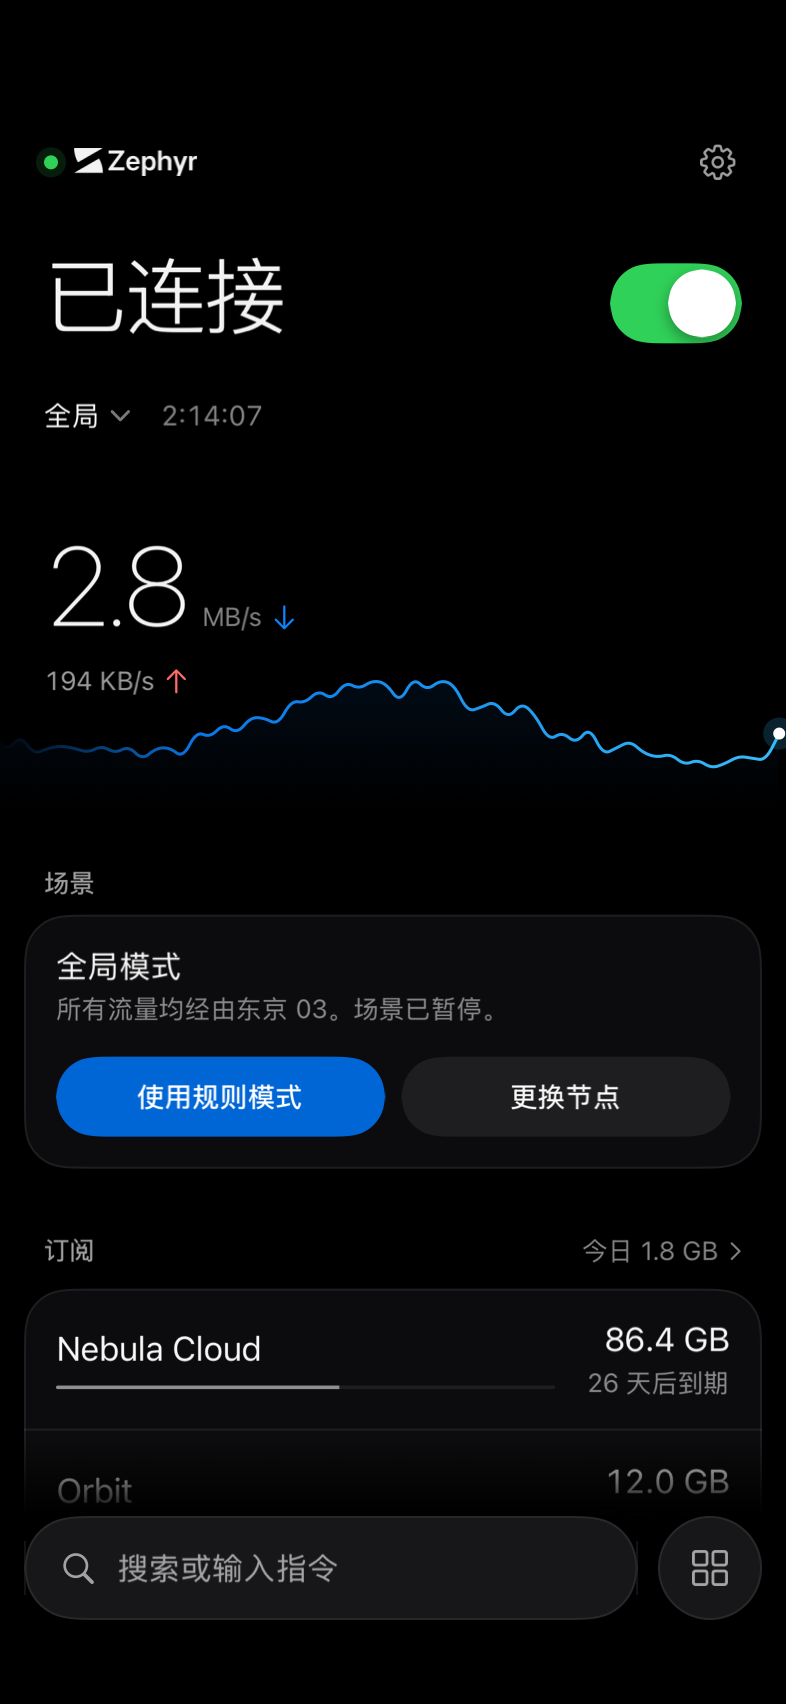 Zephyr
已连接
全局 2:14:07
2.8 MB/s ↓
194 KB/s ↑
场景
全局模式
所有流量均经由东京 03。场景已暂停。
使用规则模式 更换节点
订阅 今日 1.8 GB
Nebula Cloud 86.4 GB
26 天后到期
Orbit 12.0 GB
搜索或输入指令